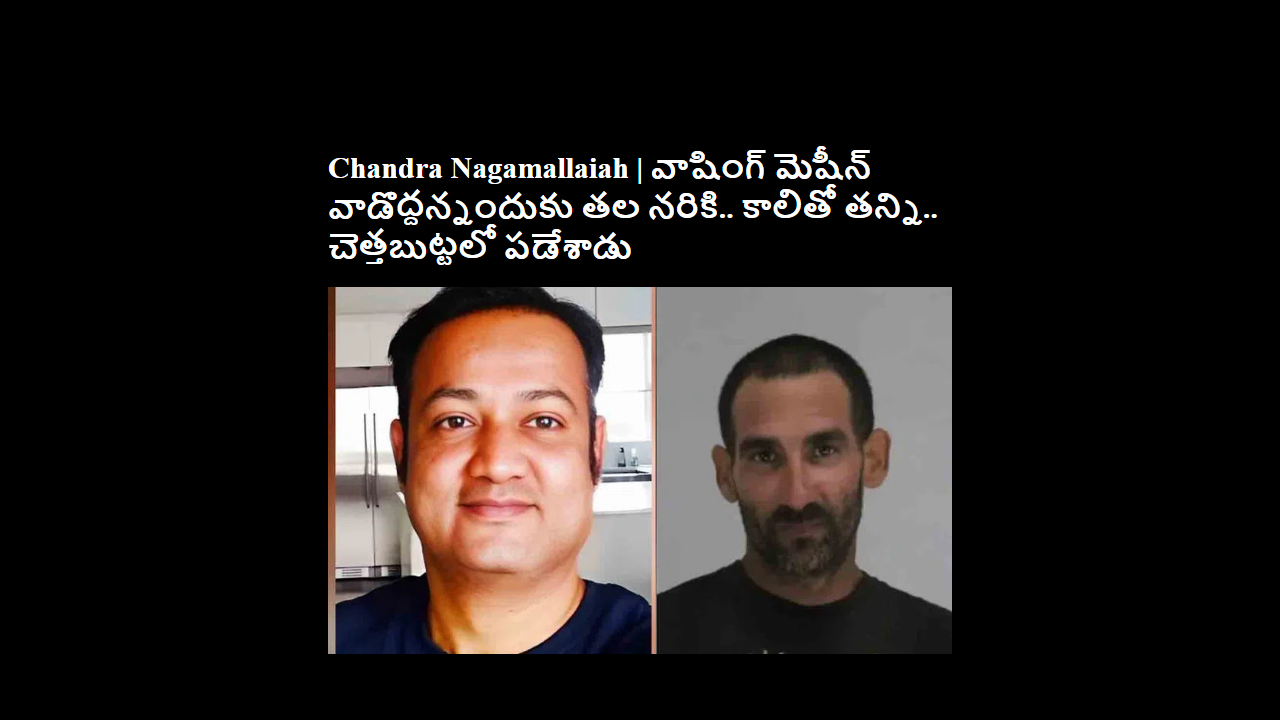 Chandra Nagamallaiah | వాషింగ్ మెషీన్
వాడొద్దన్నందుకు తల నరికి.. కాలితో తన్ని..
చెత్తబుట్టలో పడేశాడు